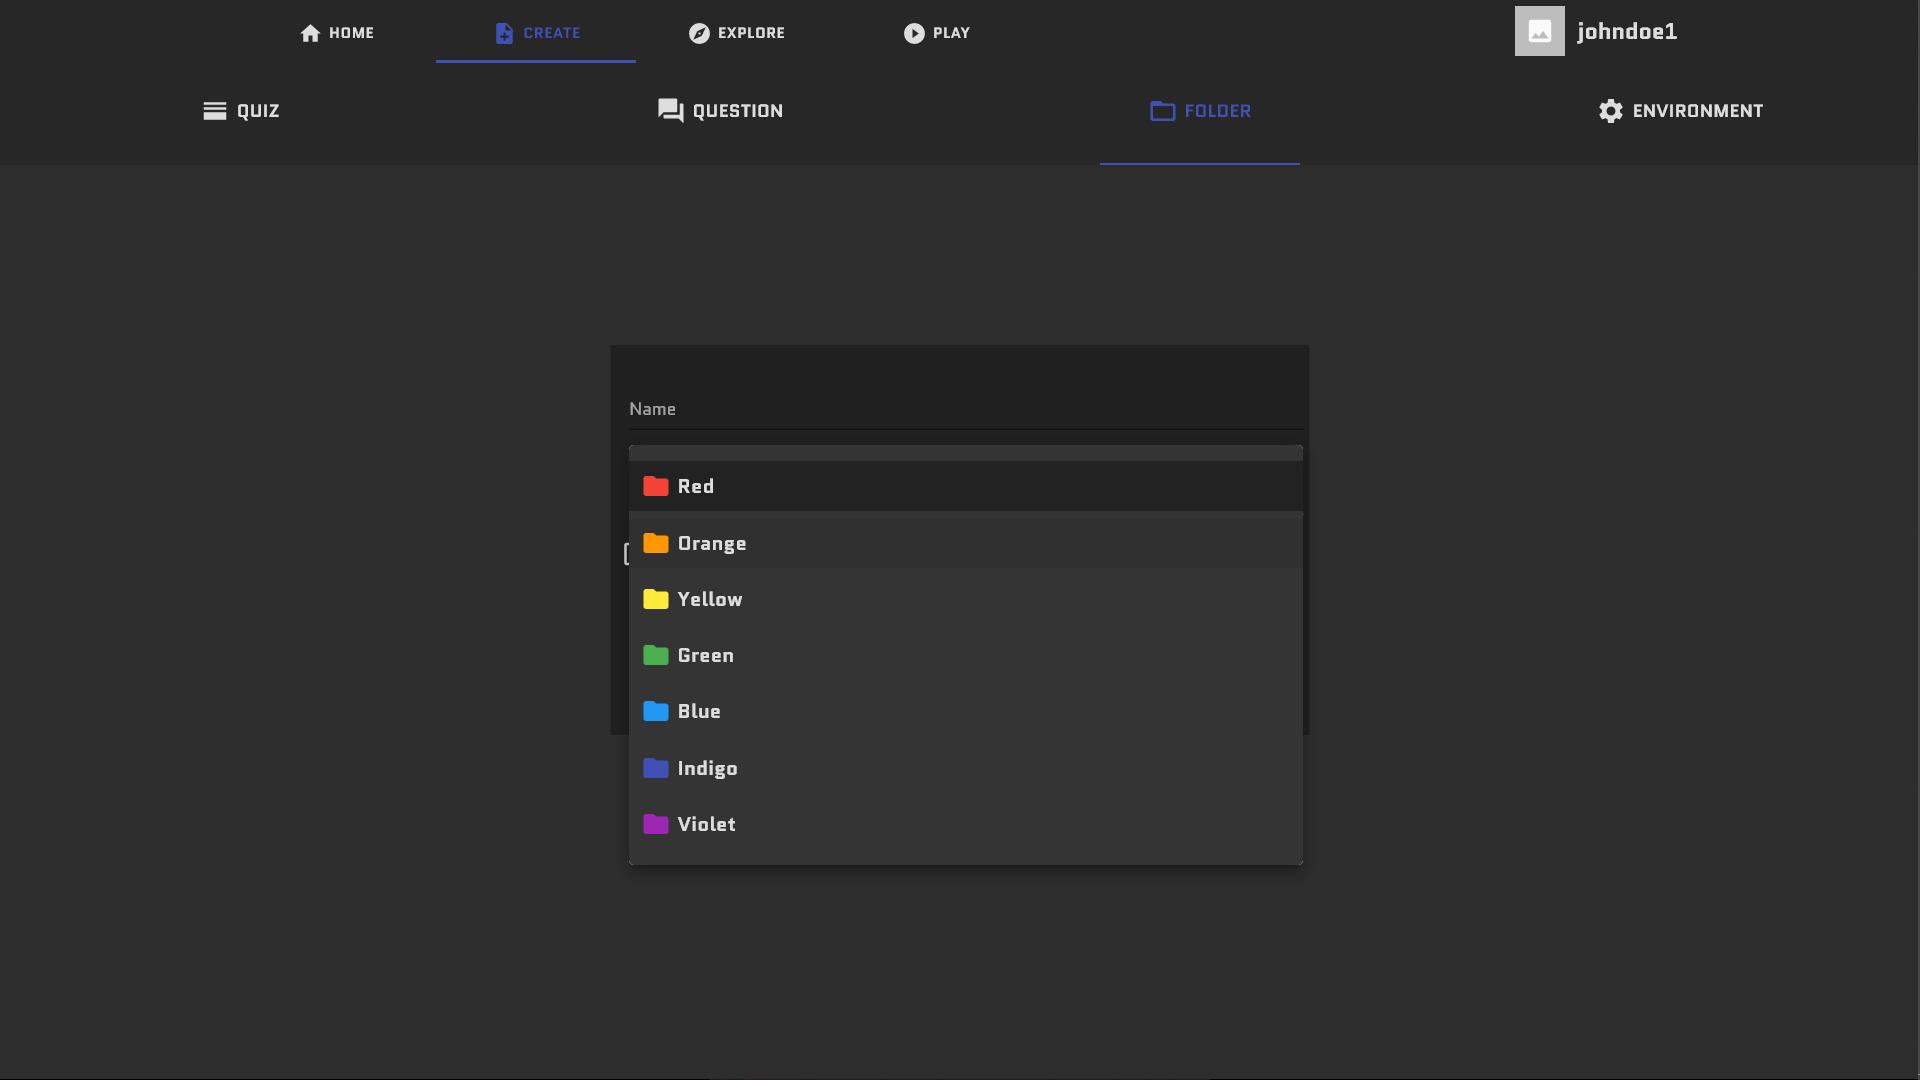 HOME
CREATE
EXPLORE
PLAY
johndoe1
QUIZ
QUESTION
FOLDER
ENVIRONMENT
Name
Red
Orange
Yellow
Green
Blue
Indigo
Violet